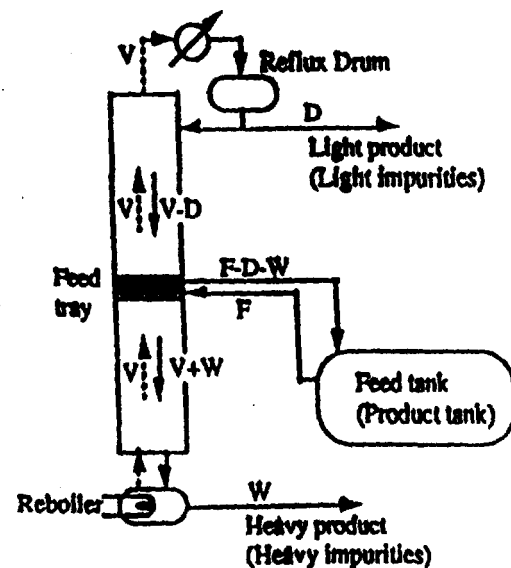 V
Reflux Drum
D
Light product
(Light impurities)
V
V-D
Feed
tray
F-D-W
F
V
V+W
Feed tank
(Product tank)
Reboiler
W
Heavy product
(Heavy impurities)